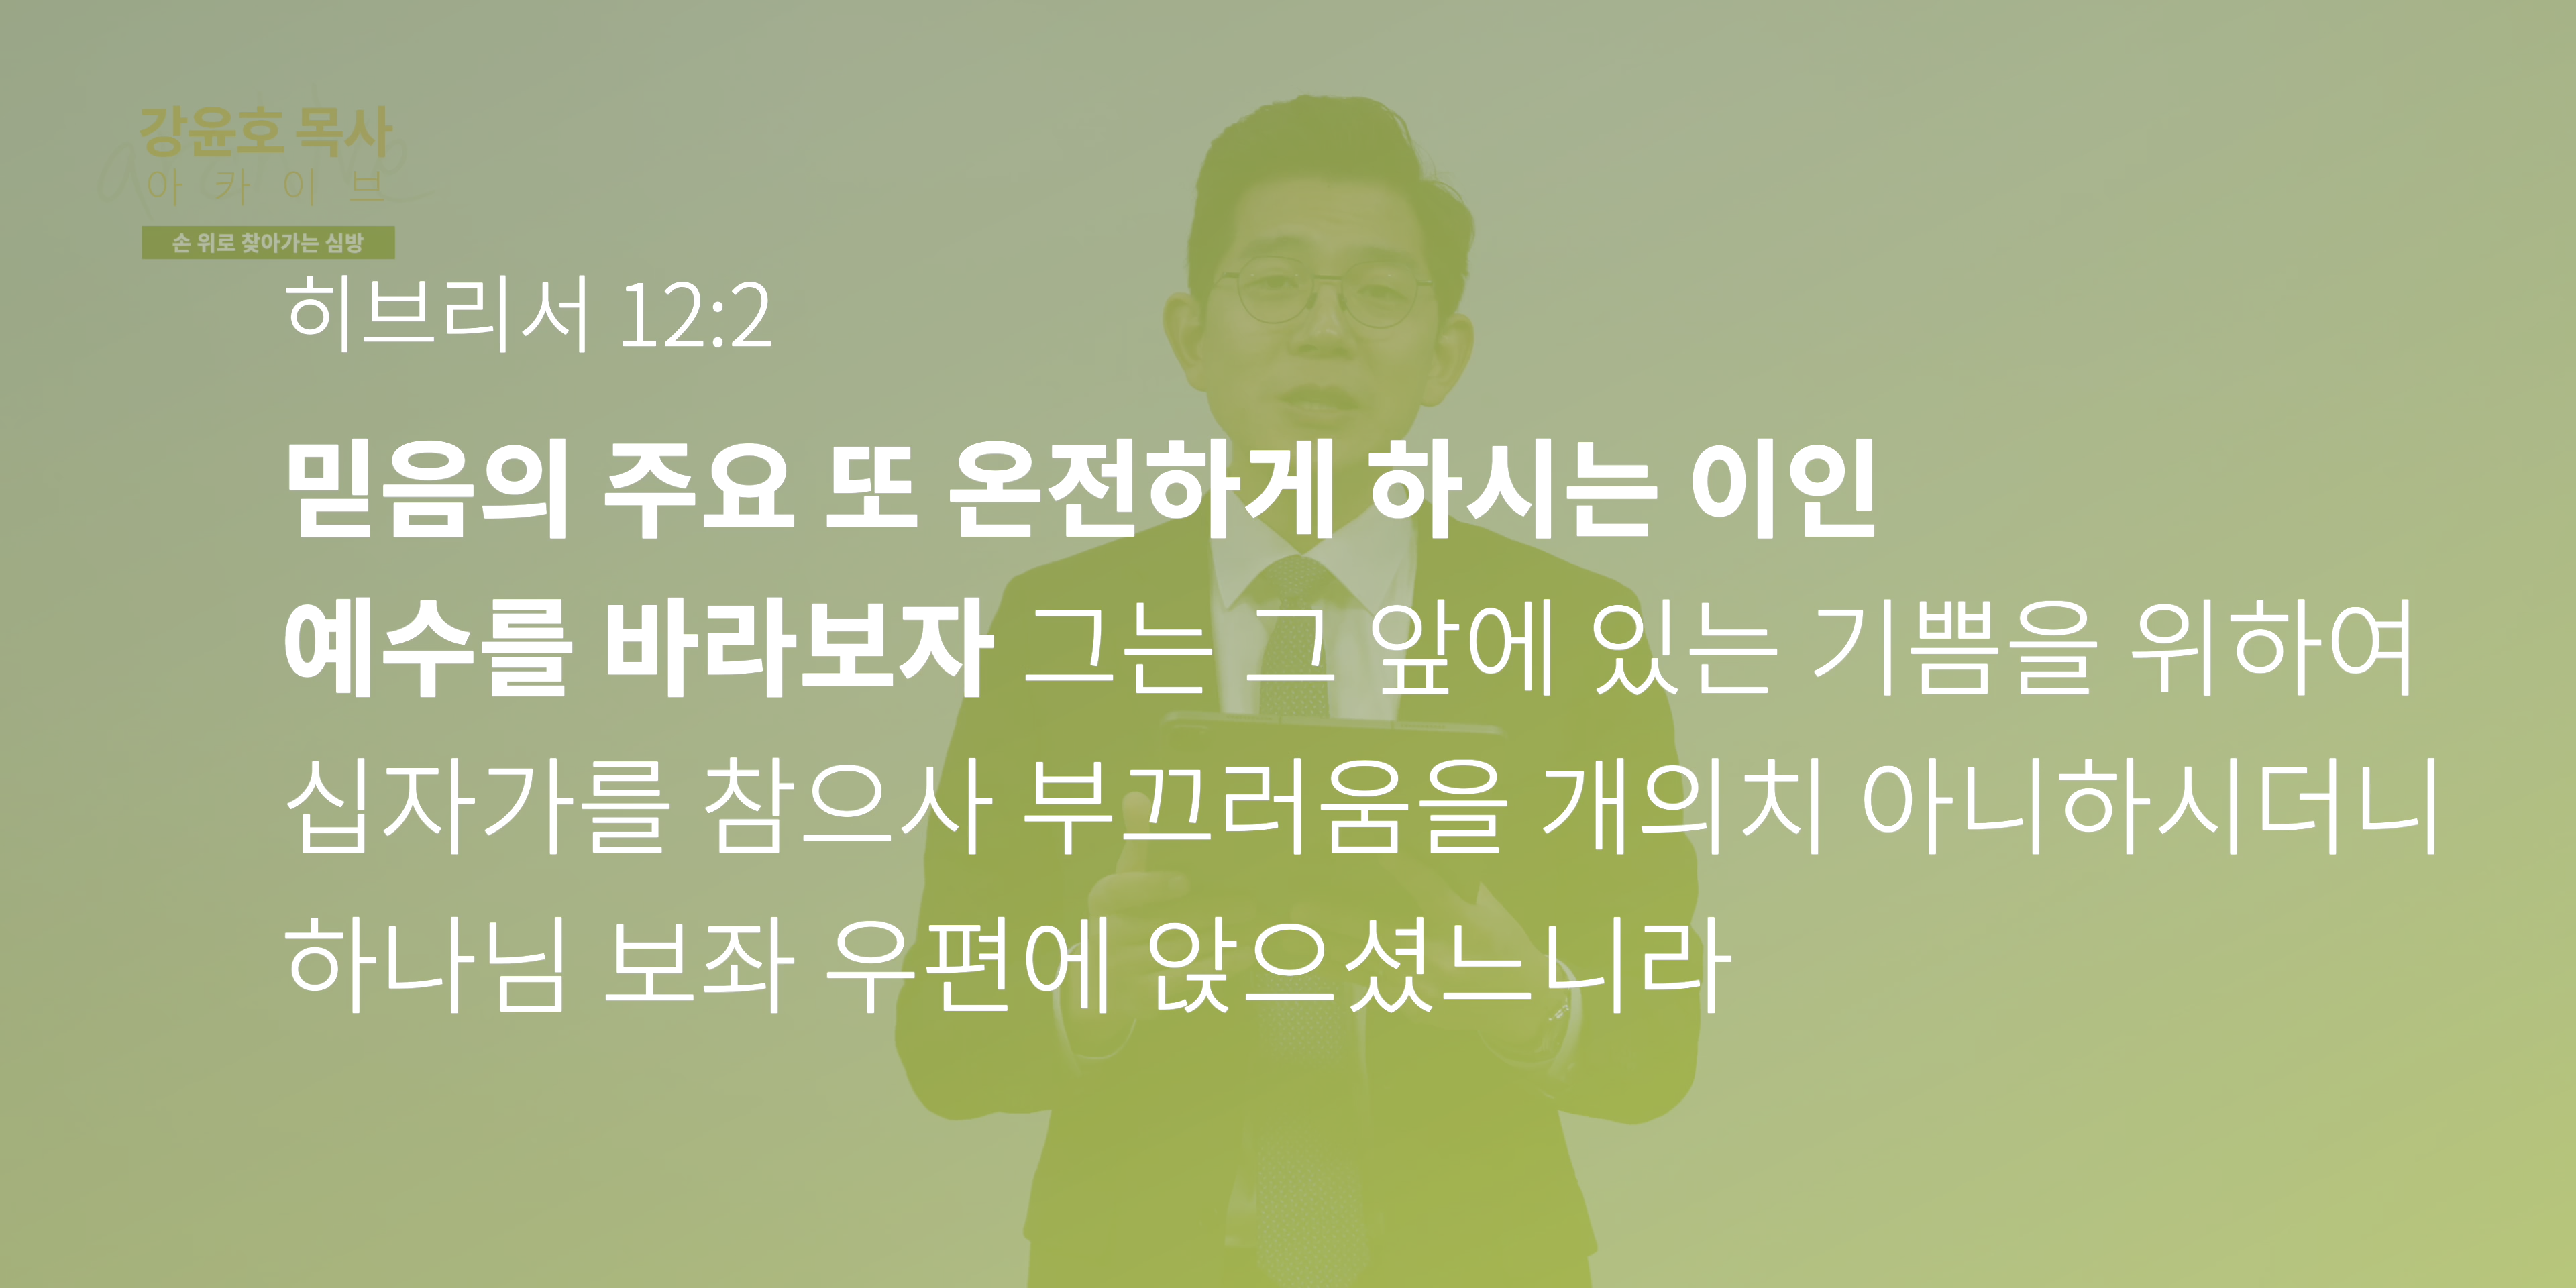 강윤호 목사
아카이브
손 위로 찾아가는 심방
히브리서 12:2
믿음의 주요 또 온전하게 하시는 이인
예수를 바라보자 그는 그 앞에 있는 기쁨을 위하여
십자가를 참으사 부끄러움을 개의치 아니하시더니
하나님 보좌 우편에 앉으셨느니라